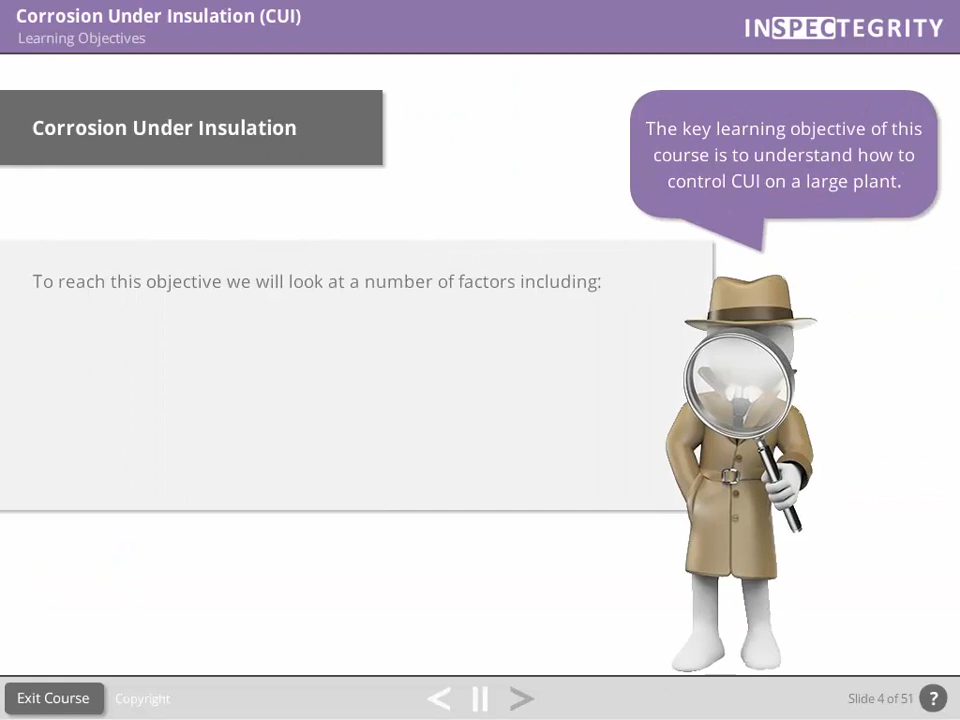 Corrosion Under Insulation (CUI)
Learning Objectives
INSPECTEGRITY
Corrosion Under Insulation
The key learning objective of this
course is to understand how to
control CUI on a large plant.
To reach this objective we will look at a number of factors including:
Exit Course
Copyright
Slide 4 of 51
?